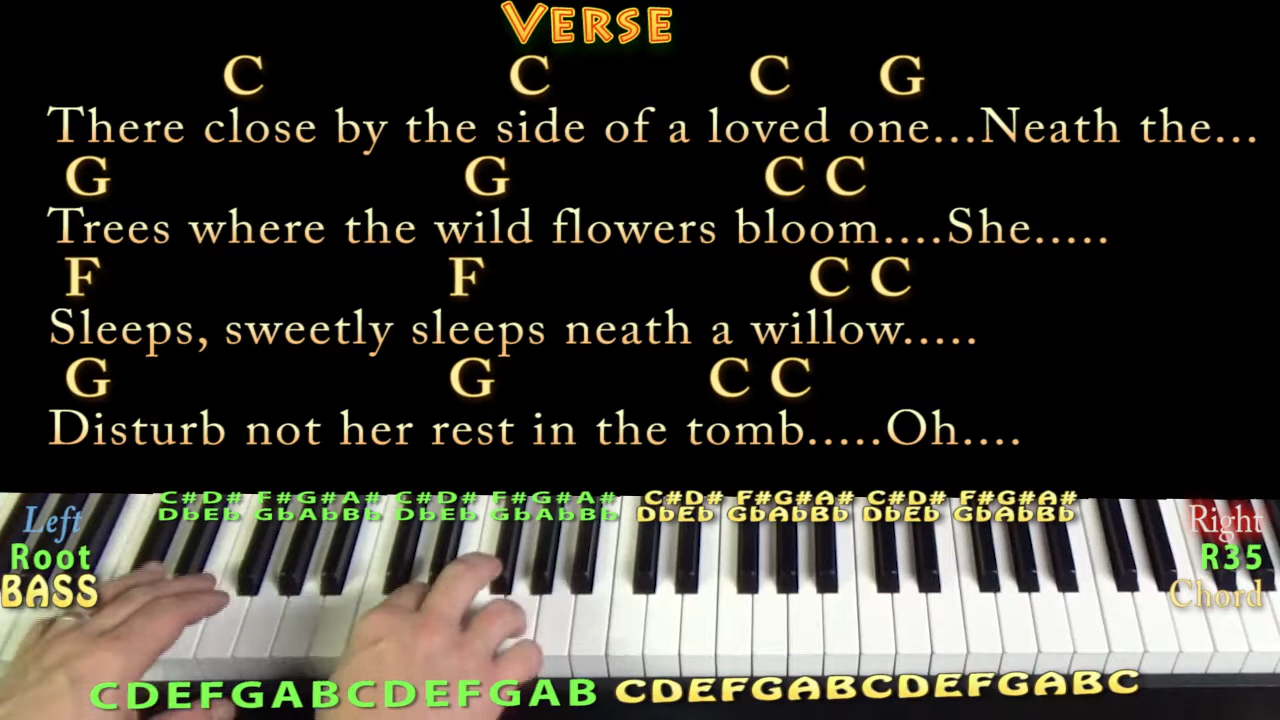 VERSE
C C C G
There close by the side of a loved one...Neath the...
G G C C
Trees where the wild flowers bloom....She.....
F F C C
Sleeps, sweetly sleeps neath a willow.....
G G C C
Disturb not her rest in the tomb.....Oh....
C#D# F#G#A# C#D# F#G#A# C#D# F#G#A# C#D# F#G#A#
DbEb GbAbBb DbEb GbAbBb DbEb GbAbBb DbEb GbAbBb
Left
Root
BASS
Right
R35
Chord
CDEFGABCDEFGAB CDEFGABCDEFGABC